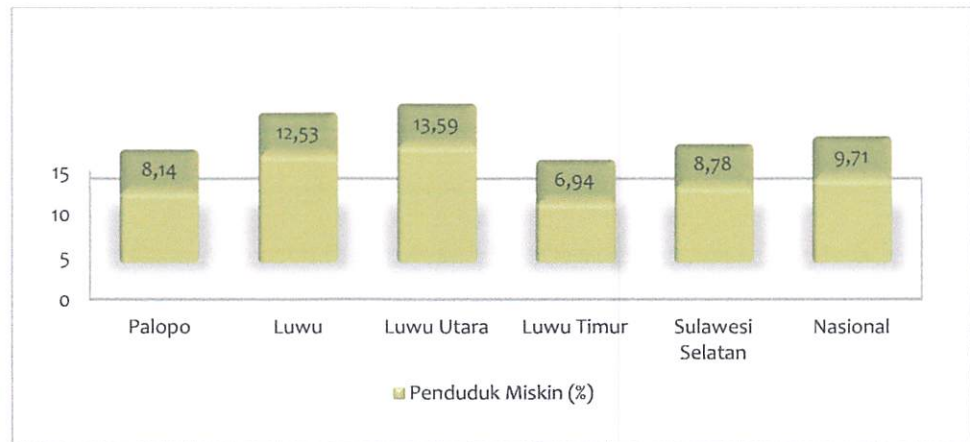 8,14
12,53
13,59
6,94
8,78
9,71
15
10
5
0
Palopo
Luwu
Luwu Utara
Luwu Timur
Sulawesi
Selatan
Nasional
Penduduk Miskin (%)